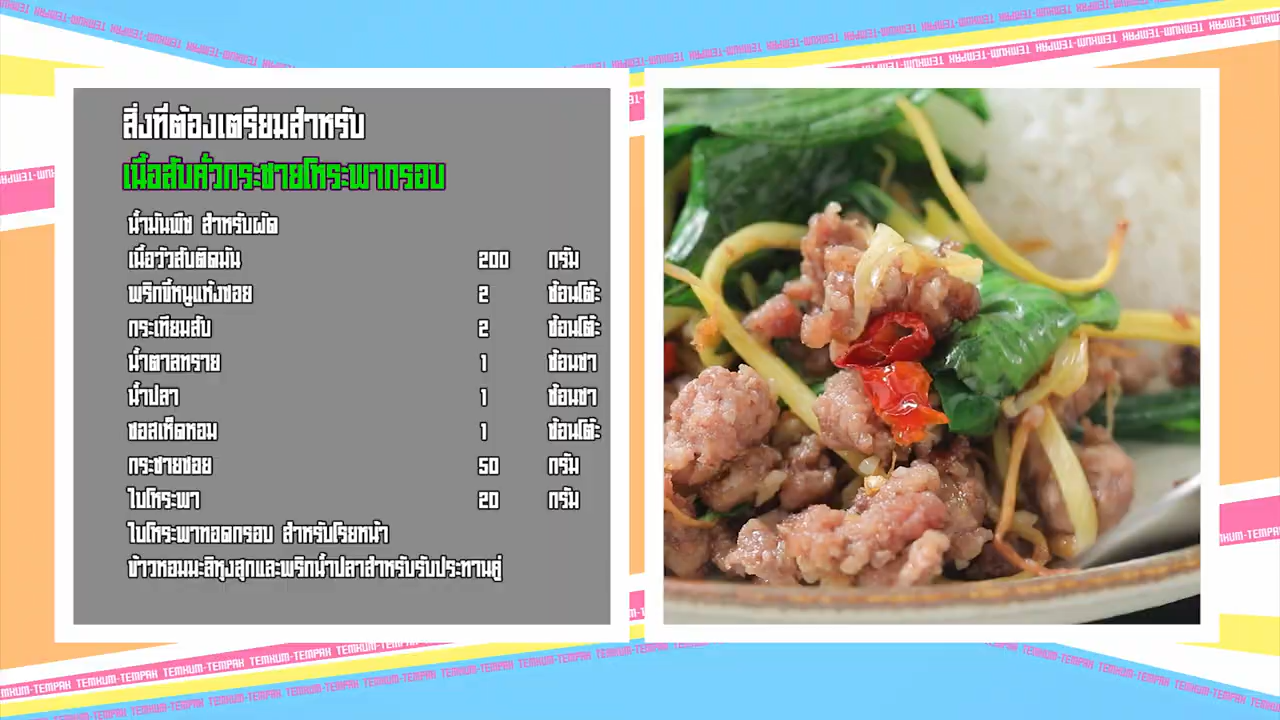 สิ่งที่ต้องเตรียมสำหรับ
เนื้อสับคั่วกระชายโหระพากรอบ
น้ำมันพืช สำหรับผัด
เนื้อวัวสับติดมัน 200 กรัม
พริกขี้หนูแห้งซอย 2 ช้อนโต๊ะ
กระเทียมสับ 2 ช้อนโต๊ะ
น้ำตาลทราย 1 ช้อนชา
น้ำปลา 1 ช้อนชา
ซอสเห็ดหอม 1 ช้อนโต๊ะ
กระชายซอย 50 กรัม
ใบโหระพา 20 กรัม
ใบโหระพาทอดกรอบ สำหรับโรยหน้า
ข้าวหอมมะลิหุงสุกและพริกน้ำปลาสำหรับรับประทานคู่
TEMKUM-TEMPAK TEMKUM-TEMPAK TEMKUM-TEMPAK